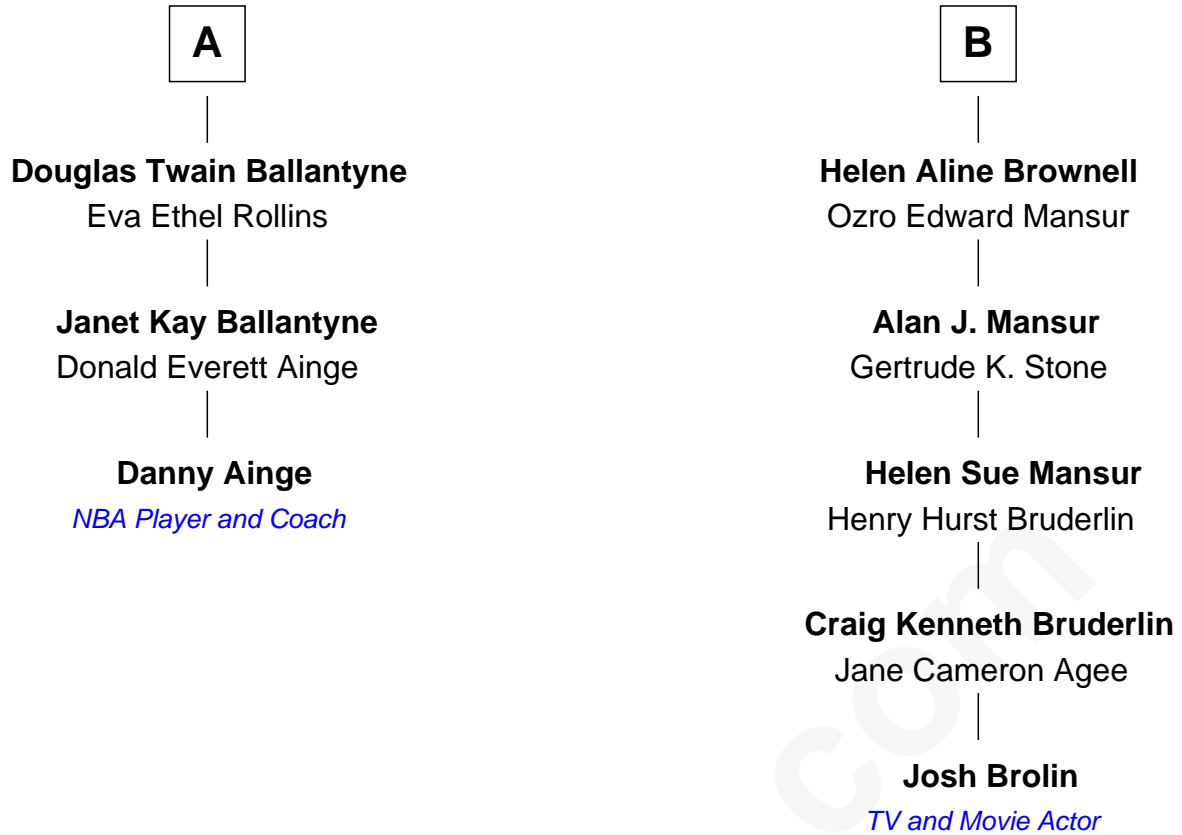 A
Douglas Twain Ballantyne
Eva Ethel Rollins
Janet Kay Ballantyne
Donald Everett Ainge
Danny Ainge
NBA Player and Coach
B
Helen Aline Brownell
Ozro Edward Mansur
Alan J. Mansur
Gertrude K. Stone
Helen Sue Mansur
Henry Hurst Bruderlin
Craig Kenneth Bruderlin
Jane Cameron Agee
Josh Brolin
TV and Movie Actor
com